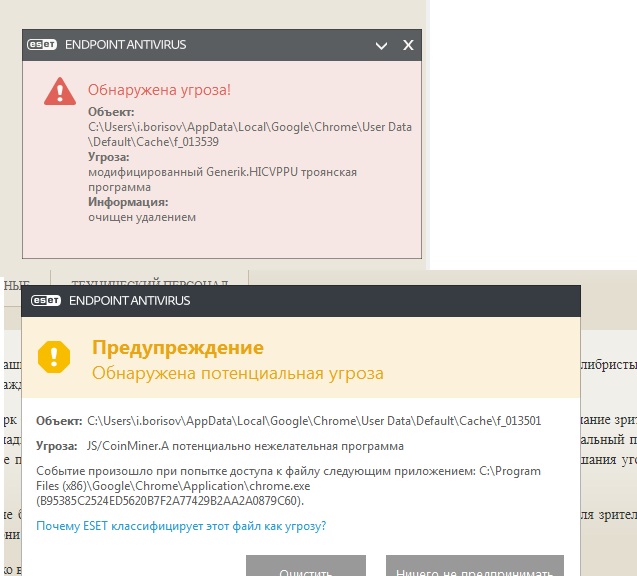 eset ENDPOINT ANTIVIRUS
Обнаружена угроза!
Объект:
C:\Users\i.borisov\AppData\Local\Google\Chrome\User Data
\Default\Cache\f_013539
Угроза:
модифицированный Generik.HICVPPU троянская
программа
Информация:
очищен удалением
ТЕХНИЧЕСКИЙ ПЕРСОНАЛ
eset ENDPOINT ANTIVIRUS
Предупреждение
Обнаружена потенциальная угроза
Объект: C:\Users\i.borisov\AppData\Local\Google\Chrome\User Data\Default\Cache\f_013501
Угроза: JS/CoinMiner.A потенциально нежелательная программа
Событие произошло при попытке доступа к файлу следующим приложением: C:\Program
Files (x86)\Google\Chrome\Application\chrome.exe
(B95385C2524ED5620B7F2A77429B2AA2A0879C60).
Почему ESET классифицирует этот файл как угрозу?
Очистить Ничего не предпринимать